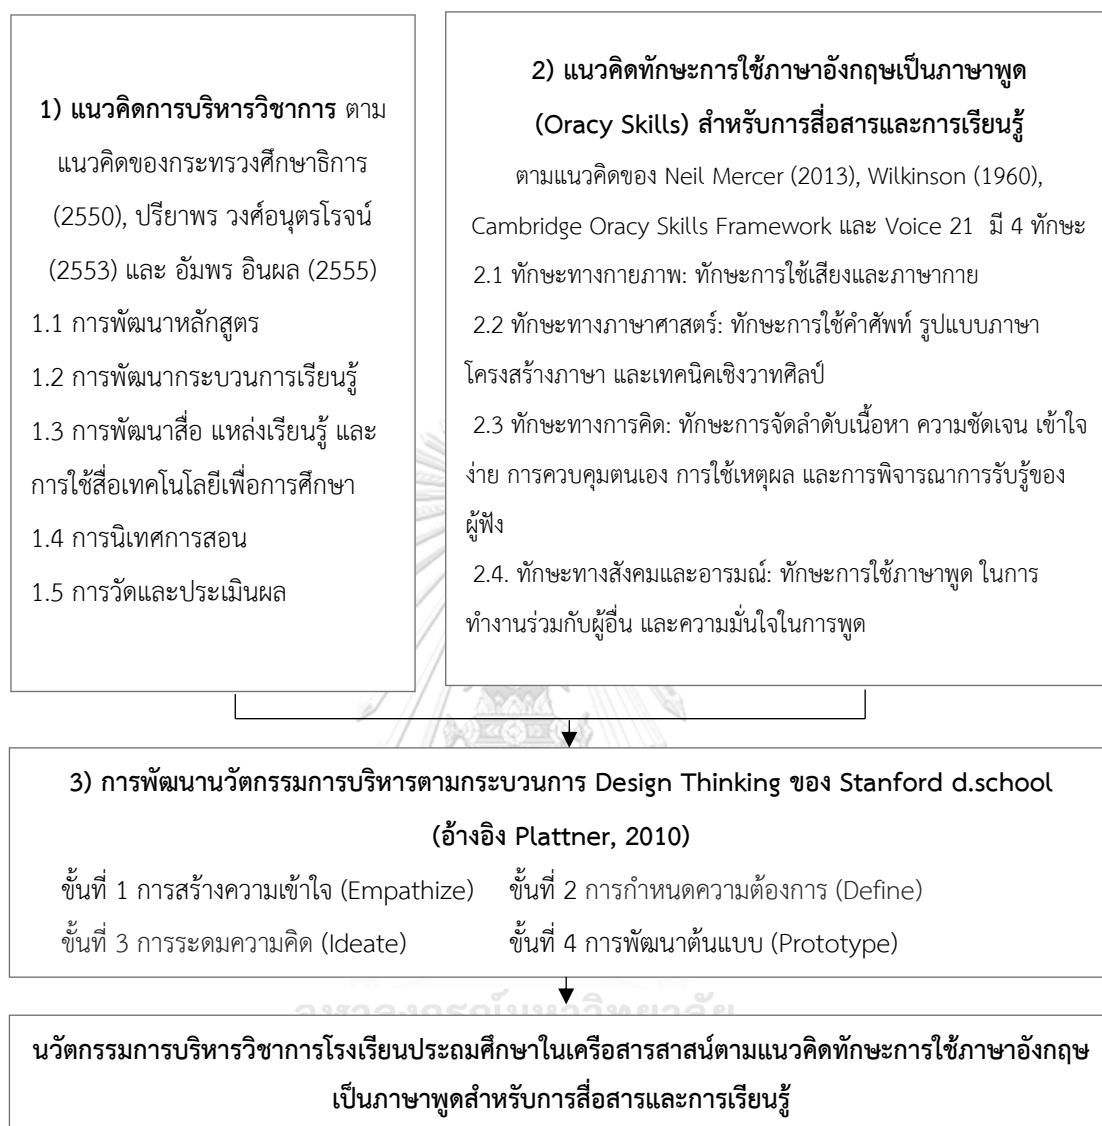 1) แนวคิดการบริหารวิชาการ ตาม
แนวคิดของกระทรวงศึกษาธิการ
(2550), ปรียาพร วงศ์อนุตรโรจน์
(2553) และ อัมพร อินผล (2555)
1.1 การพัฒนาหลักสูตร
1.2 การพัฒนากระบวนการเรียนรู้
1.3 การพัฒนาสื่อ แหล่งเรียนรู้ และ
การใช้สื่อเทคโนโลยีเพื่อการศึกษา
1.4 การนิเทศการสอน
1.5 การวัดและประเมินผล
2) แนวคิดทักษะการใช้ภาษาอังกฤษเป็นภาษาพูด
(Oracy Skills) สำหรับการสื่อสารและการเรียนรู้
ตามแนวคิดของ Neil Mercer (2013), Wilkinson (1960),
Cambridge Oracy Skills Framework และ Voice 21 มี 4 ทักษะ
2.1 ทักษะทางกายภาพ: ทักษะการใช้เสียงและภาษากาย
2.2 ทักษะทางภาษาศาสตร์: ทักษะการใช้คำศัพท์ รูปแบบภาษา
โครงสร้างภาษา และเทคนิคเชิงวาทศิลป์
2.3 ทักษะทางการคิด: ทักษะการจัดลำดับเนื้อหา ความชัดเจน เข้าใจ
ง่าย การควบคุมตนเอง การใช้เหตุผล และการพิจารณาการรับรู้ของ
ผู้ฟัง
2.4. ทักษะทางสังคมและอารมณ์: ทักษะการใช้ภาษาพูด ในการ
ทำงานร่วมกับผู้อื่น และความมั่นใจในการพูด
3) การพัฒนานวัตกรรมการบริหารตามกระบวนการ Design Thinking ของ Stanford d.school
(อ้างอิง Plattner, 2010)
ขั้นที่ 1 การสร้างความเข้าใจ (Empathize) ขั้นที่ 2 การกำหนดความต้องการ (Define)
ขั้นที่ 3 การระดมความคิด (Ideate) ขั้นที่ 4 การพัฒนาต้นแบบ (Prototype)
จุฬาลงกรณ์มหาวิทยาลัย
นวัตกรรมการบริหารวิชาการโรงเรียนประถมศึกษาในเครือสารสาสน์ตามแนวคิดทักษะการใช้ภาษาอังกฤษ
เป็นภาษาพูดสำหรับการสื่อสารและการเรียนรู้